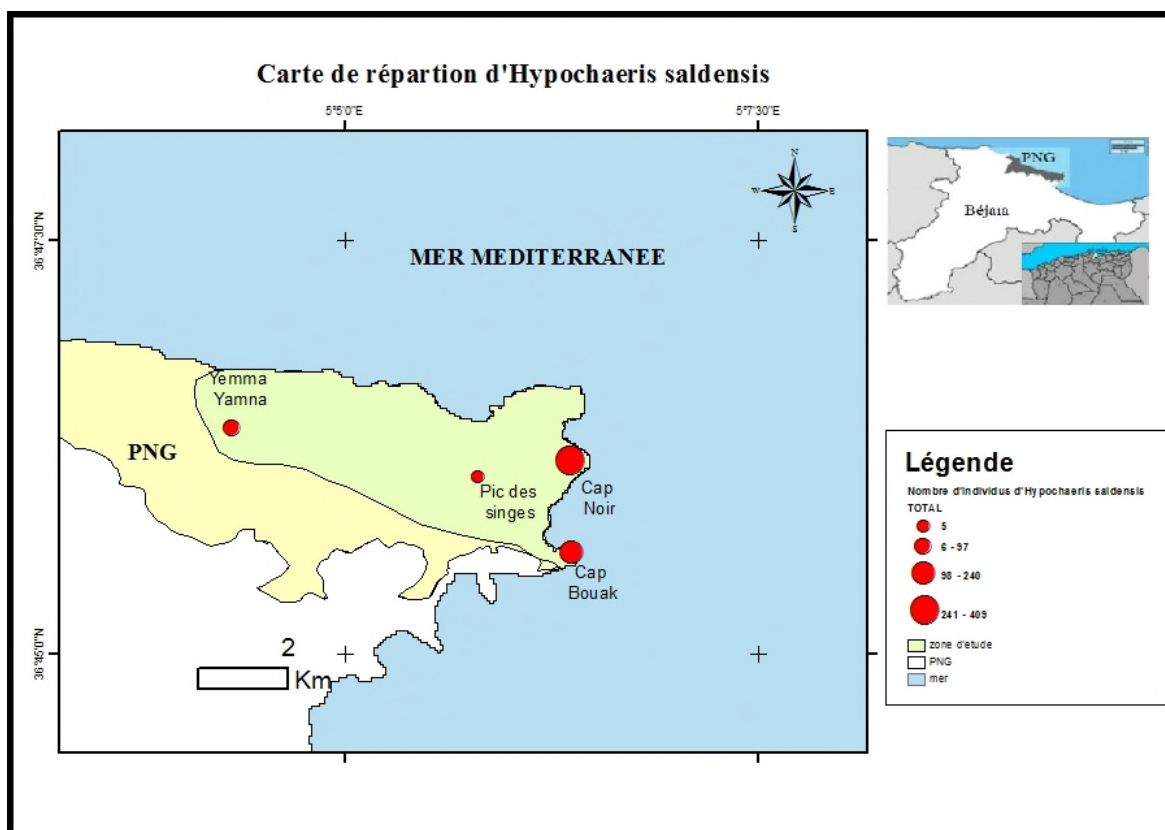 Carte de répartion d'Hypochaeris saldensis
5°5'0"E
5°7'30"E
36°47'30"N
36°45'0"N
N
W
E
S
MER MEDITERRANEE
Yemma
Yamna
PNG
Pic des
singes
Cap
Noir
Cap
Bouak
2
Km
PNG
Béjaia
Légende
Nombre d'individus d'Hypochaeris saldensis
TOTAL
5
6 - 97
98 - 240
241 - 409
zone d'etude
PNG
mer